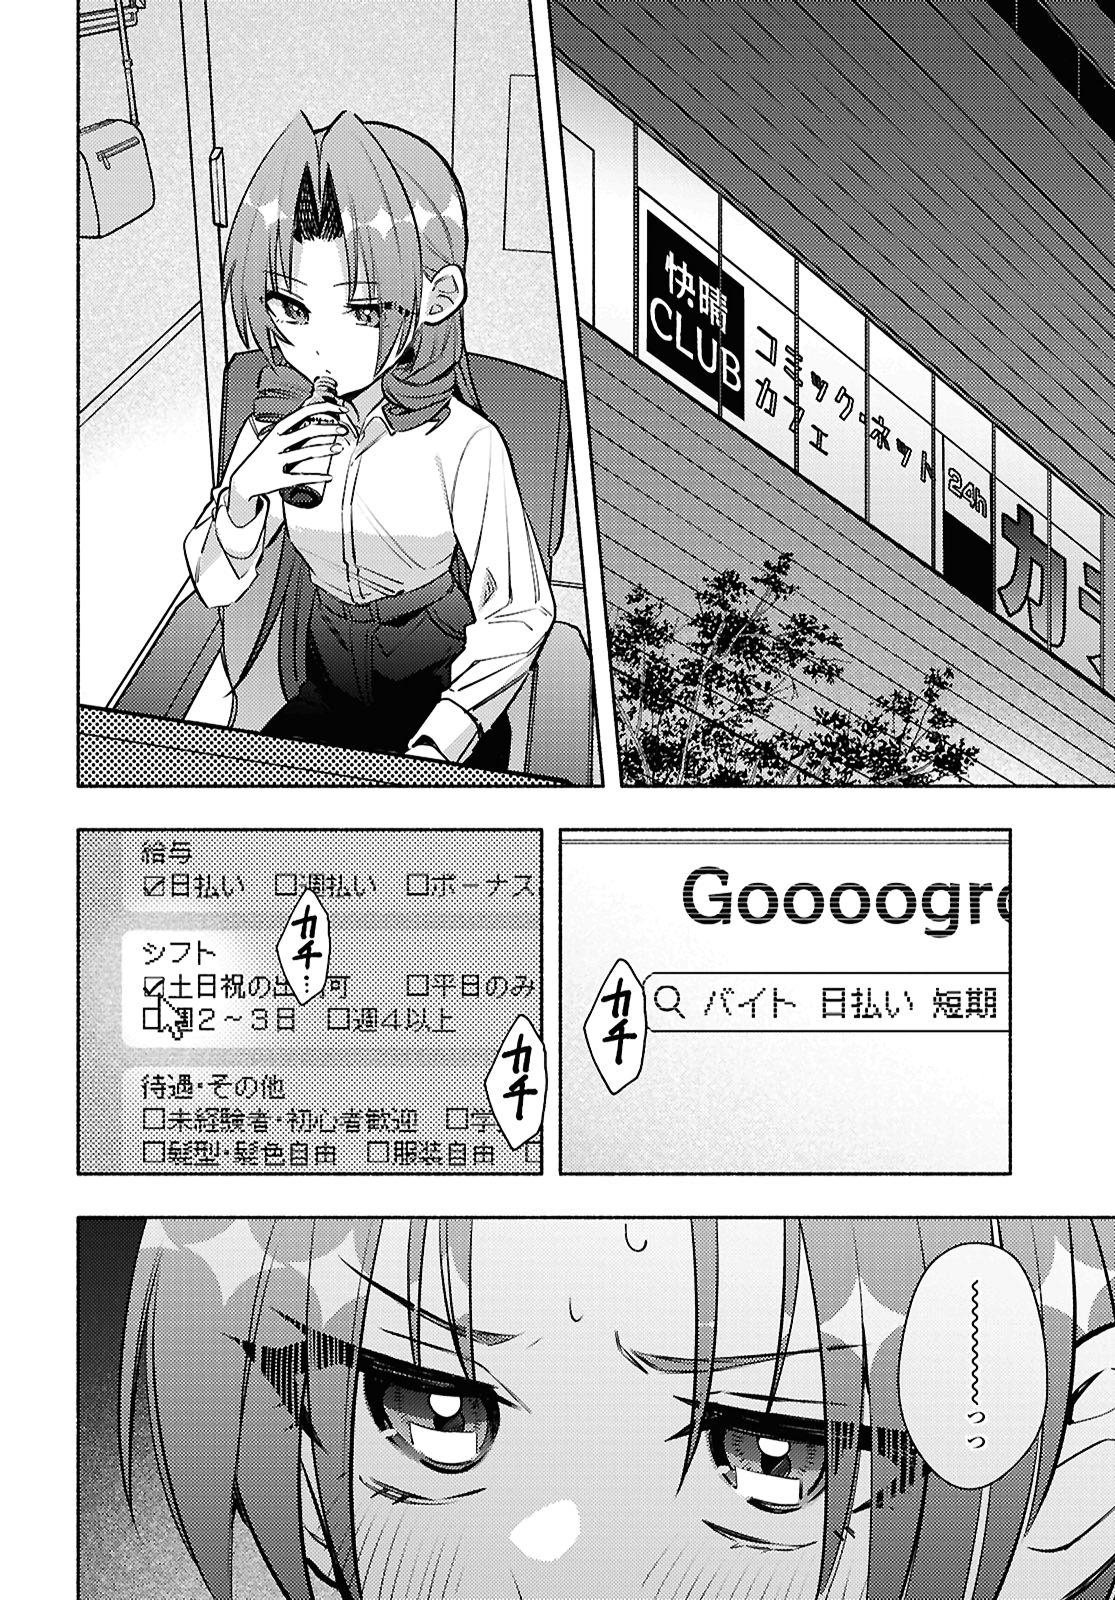 快晴
CLUB
コミック・ネット
カフェ
24h
カ
Goooogr
バイト 日払い 短期
カチ
給与
☑日払い □週払い □ボーナス
シフト
☑土日祝の出 可 □平日のみ
□週2~3日 □週4以上
待遇・その他
□未経験者・初心者歓迎 □学
□髪型・髪色自由 □服装自由
カチ
カチ…
〜〜〜〜っっ